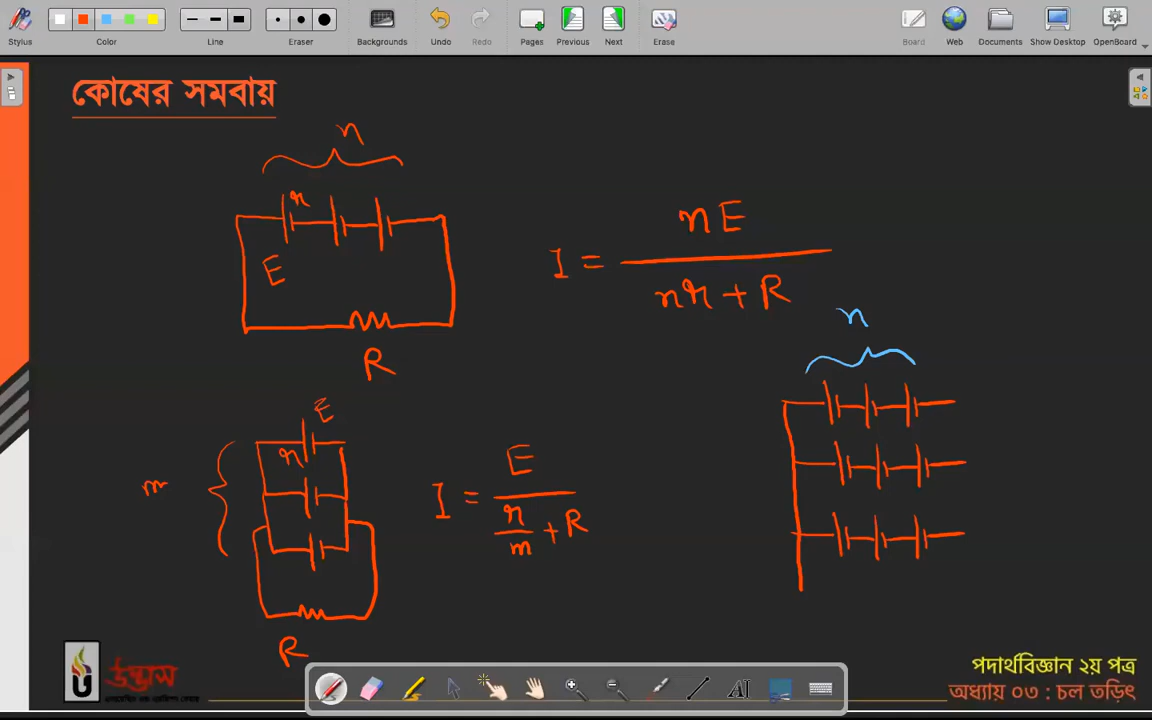 Stylus
Color
Line
Eraser
Backgrounds
Undo
Redo
Pages
Previous
Next
Erase
Board
Web
Documents
Show Desktop
OpenBoard
কোষের সমবায়
n
r
E
I = nE / nr + R
R
n
E
r
m
I = E / r/m + R
R
উদ্ভাস
পদার্থবিজ্ঞান ২য় পত্র
অধ্যায় ০৩ : চল তড়িৎ